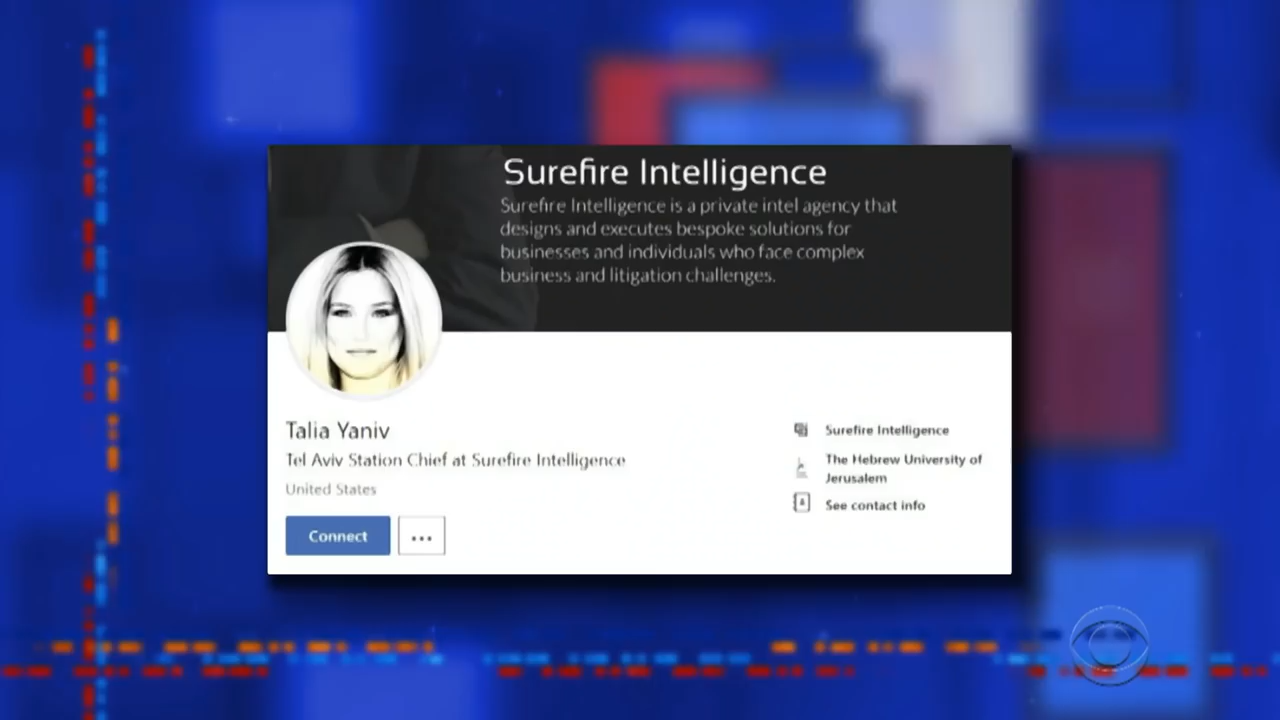 Surefire Intelligence
Surefire Intelligence is a private intel agency that
designs and executes bespoke solutions for
businesses and individuals who face complex
business and litigation challenges.
Talia Yaniv
Tel Aviv Station Chief at Surefire Intelligence
United States
Connect
...
Surefire Intelligence
The Hebrew University of
Jerusalem
See contact info